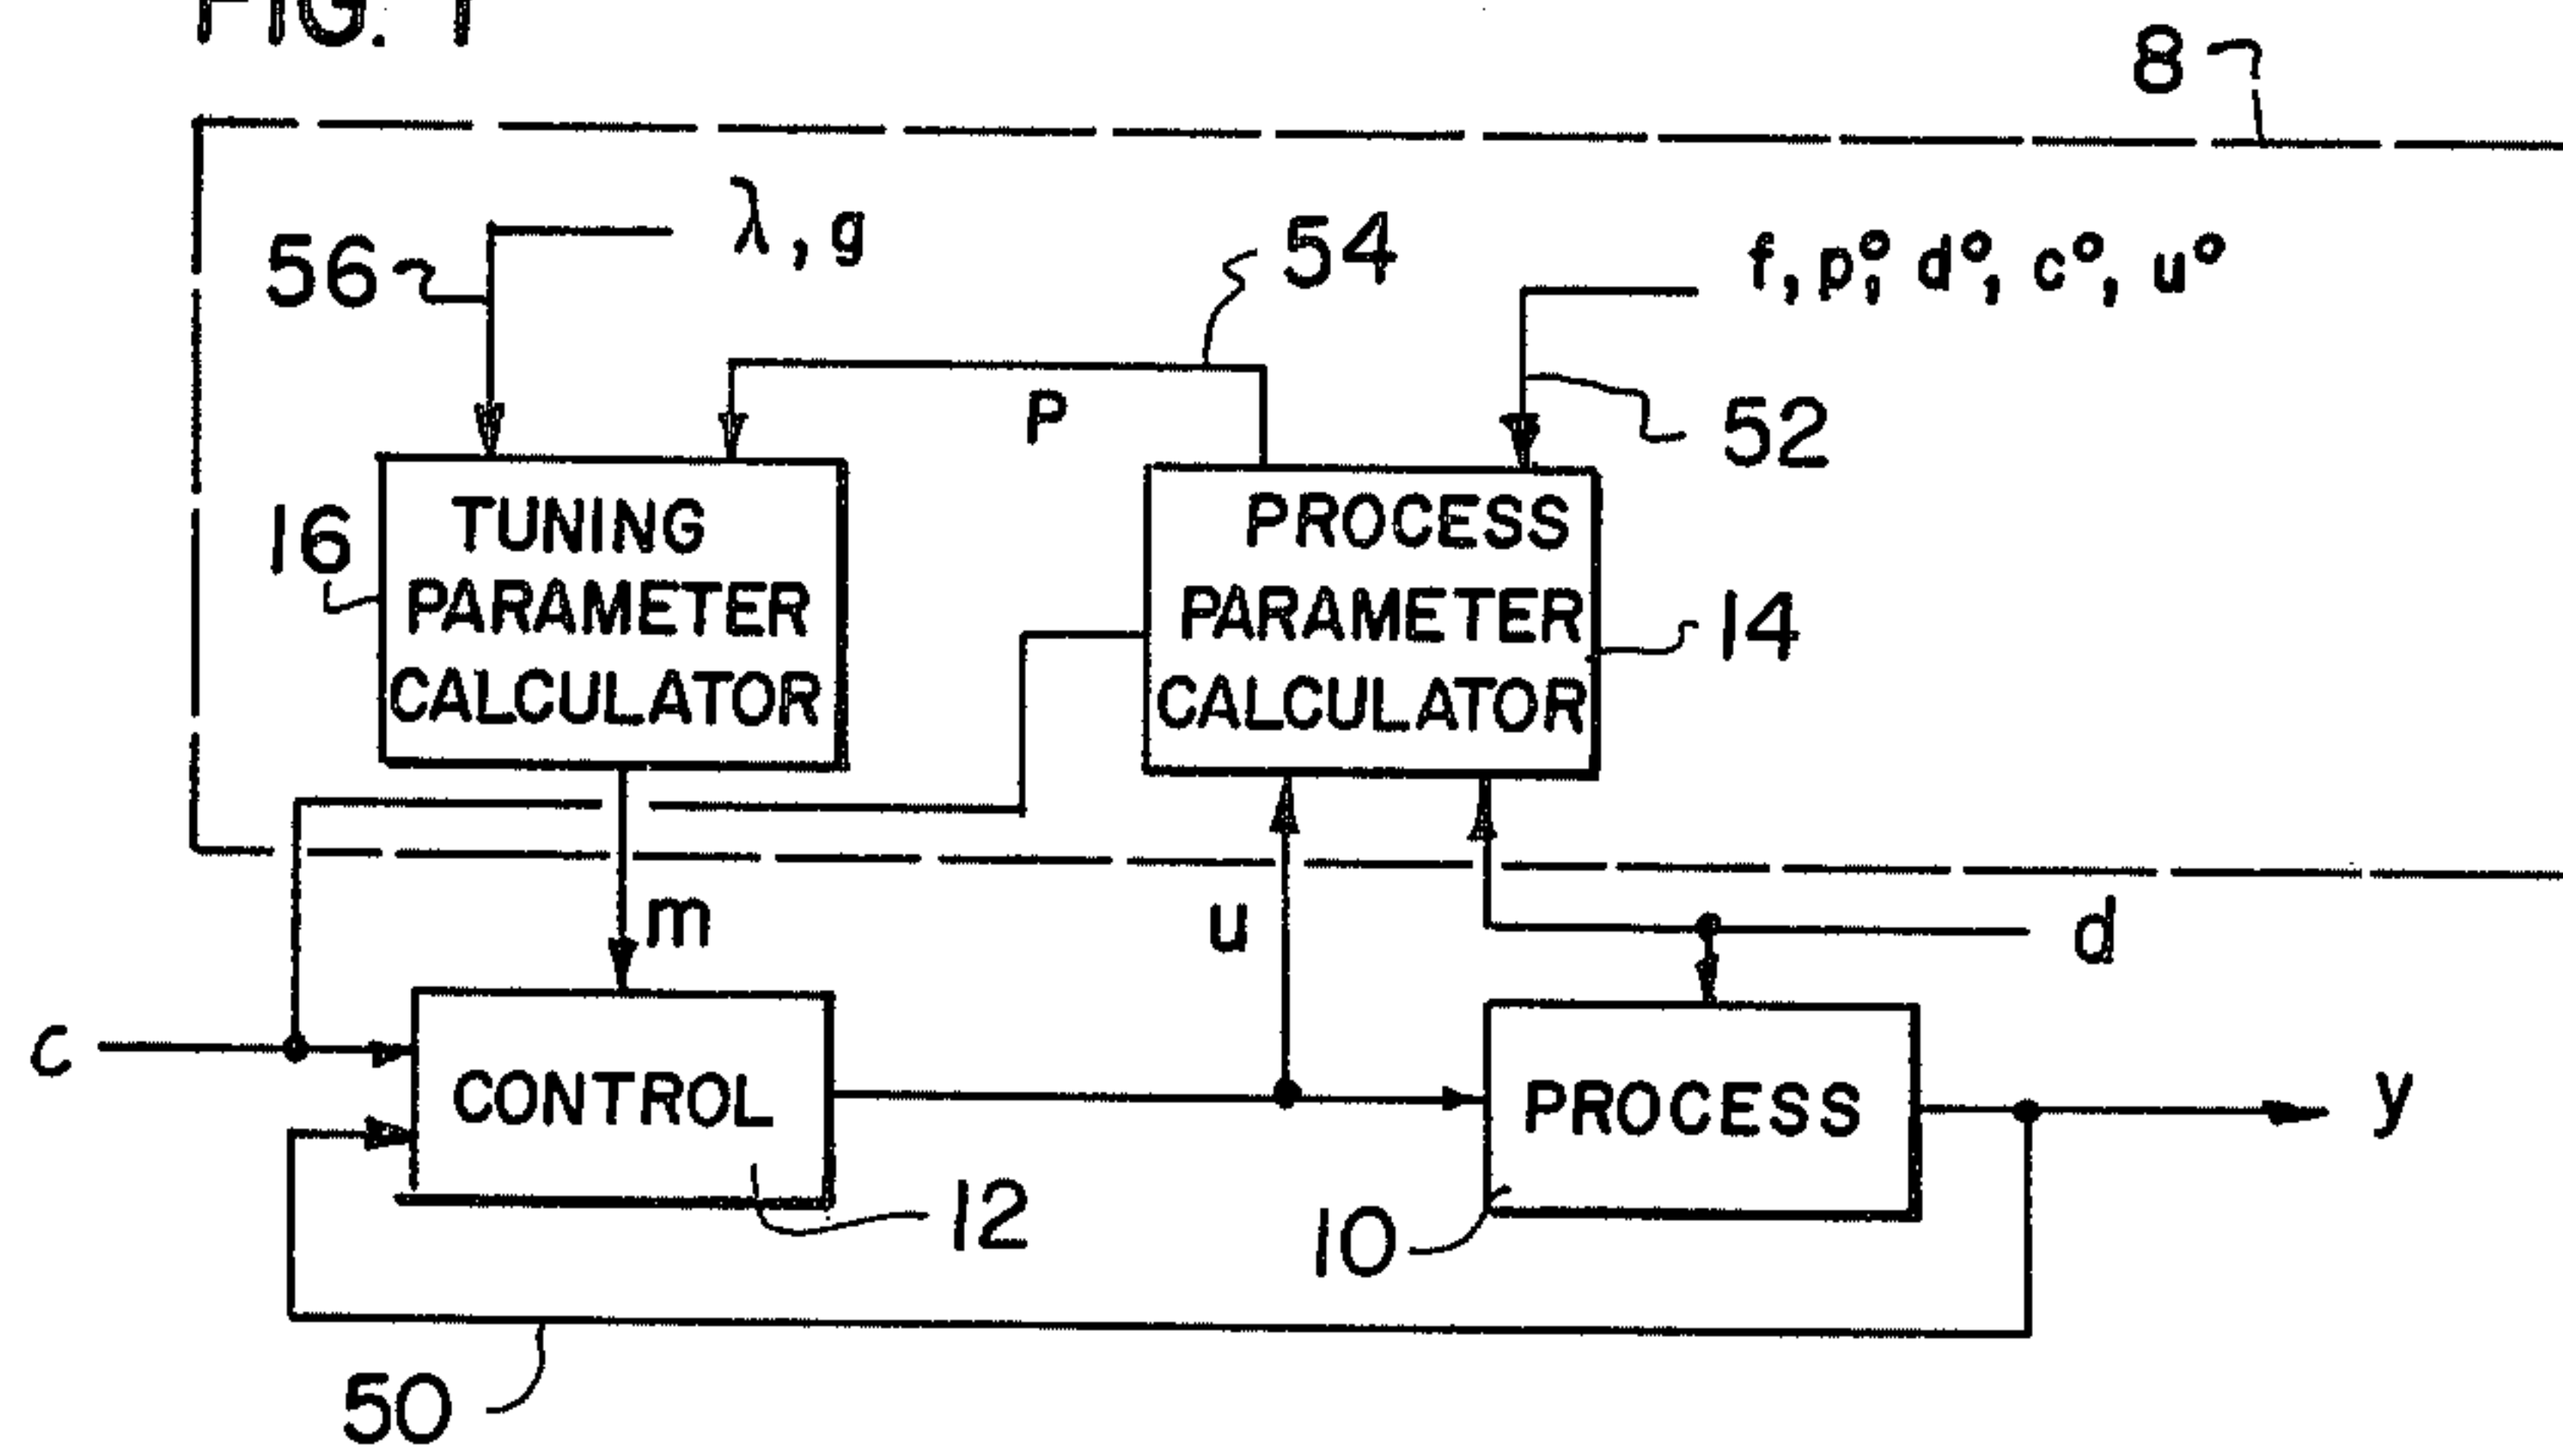 FIG. 1
8
λ, g
56
54
f, p°, d°, c°, u°
P
52
16
TUNING
PARAMETER
CALCULATOR
PROCESS
PARAMETER
CALCULATOR
14
m
u
d
c
CONTROL
PROCESS
y
12
10
50